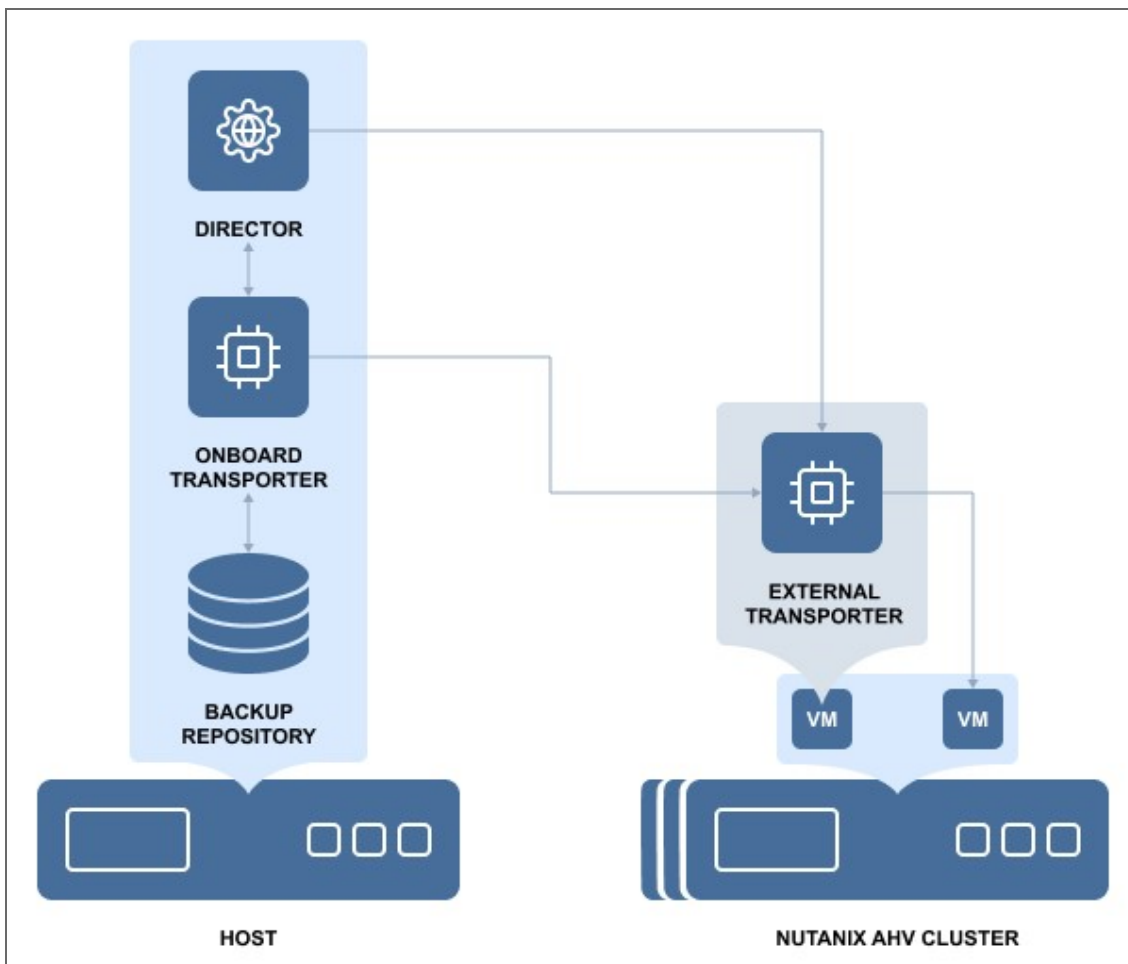 DIRECTOR
ONBOARD
TRANSPORTER
BACKUP
REPOSITORY
HOST
EXTERNAL
TRANSPORTER
VM
VM
NUTANIX AHV CLUSTER